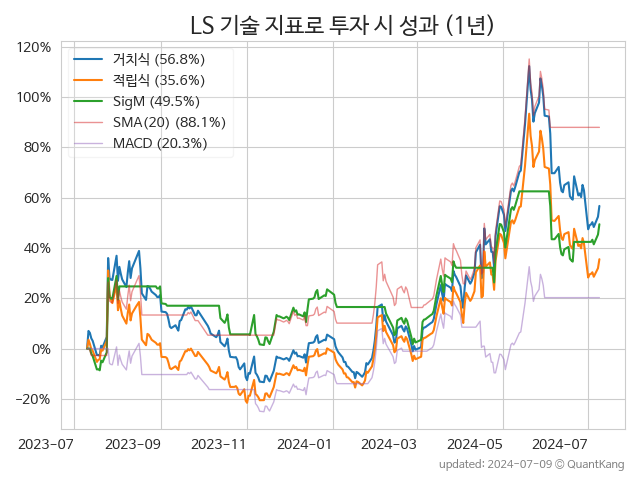 LS 기술 지표로 투자 시 성과 (1년)
120%
100%
80%
60%
40%
20%
0%
−20%
거치식 (56.8%)
적립식 (35.6%)
SigM (49.5%)
SMA(20) (88.1%)
MACD (20.3%)
2023-07 2023-09 2023-11 2024-01 2024-03 2024-05 2024-07
updated: 2024-07-09 © QuantKang